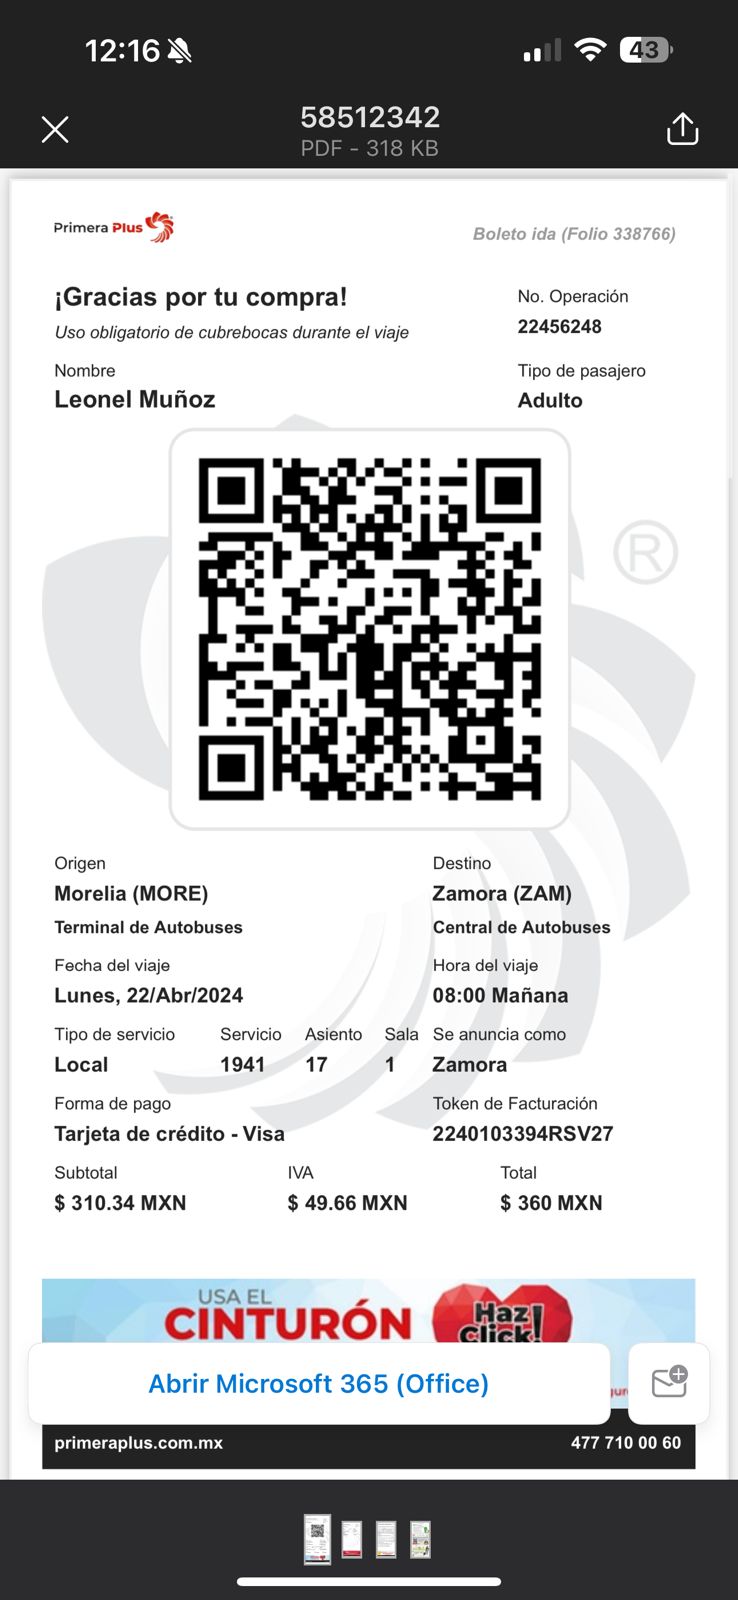 12:16
43
58512342
PDF - 318 KB
Primera Plus
Boleto ida (Folio 338766)
¡Gracias por tu compra!
No. Operación
Uso obligatorio de cubrebocas durante el viaje
22456248
Nombre
Tipo de pasajero
Leonel Muñoz
Adulto
®
Origen
Destino
Morelia (MORE)
Zamora (ZAM)
Terminal de Autobuses
Central de Autobuses
Fecha del viaje
Hora del viaje
Lunes, 22/Abr/2024
08:00 Mañana
Tipo de servicio Servicio Asiento Sala Se anuncia como
Local 1941 17 1 Zamora
Forma de pago
Token de Facturación
Tarjeta de crédito - Visa
2240103394RSV27
Subtotal IVA Total
$ 310.34 MXN $ 49.66 MXN $ 360 MXN
USA EL
CINTURÓN
Haz
Click!
Abrir Microsoft 365 (Office)
primeraplus.com.mx
477 710 00 60